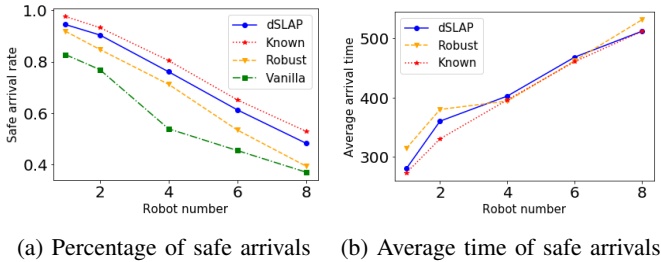 1.0
0.8
0.6
0.4
Safe arrival rate
dSLAP
Known
Robust
Vanilla
2 4 6 8
Robot number
(a) Percentage of safe arrivals
500
400
300
Average arrival time
dSLAP
Robust
Known
2 4 6 8
Robot number
(b) Average time of safe arrivals